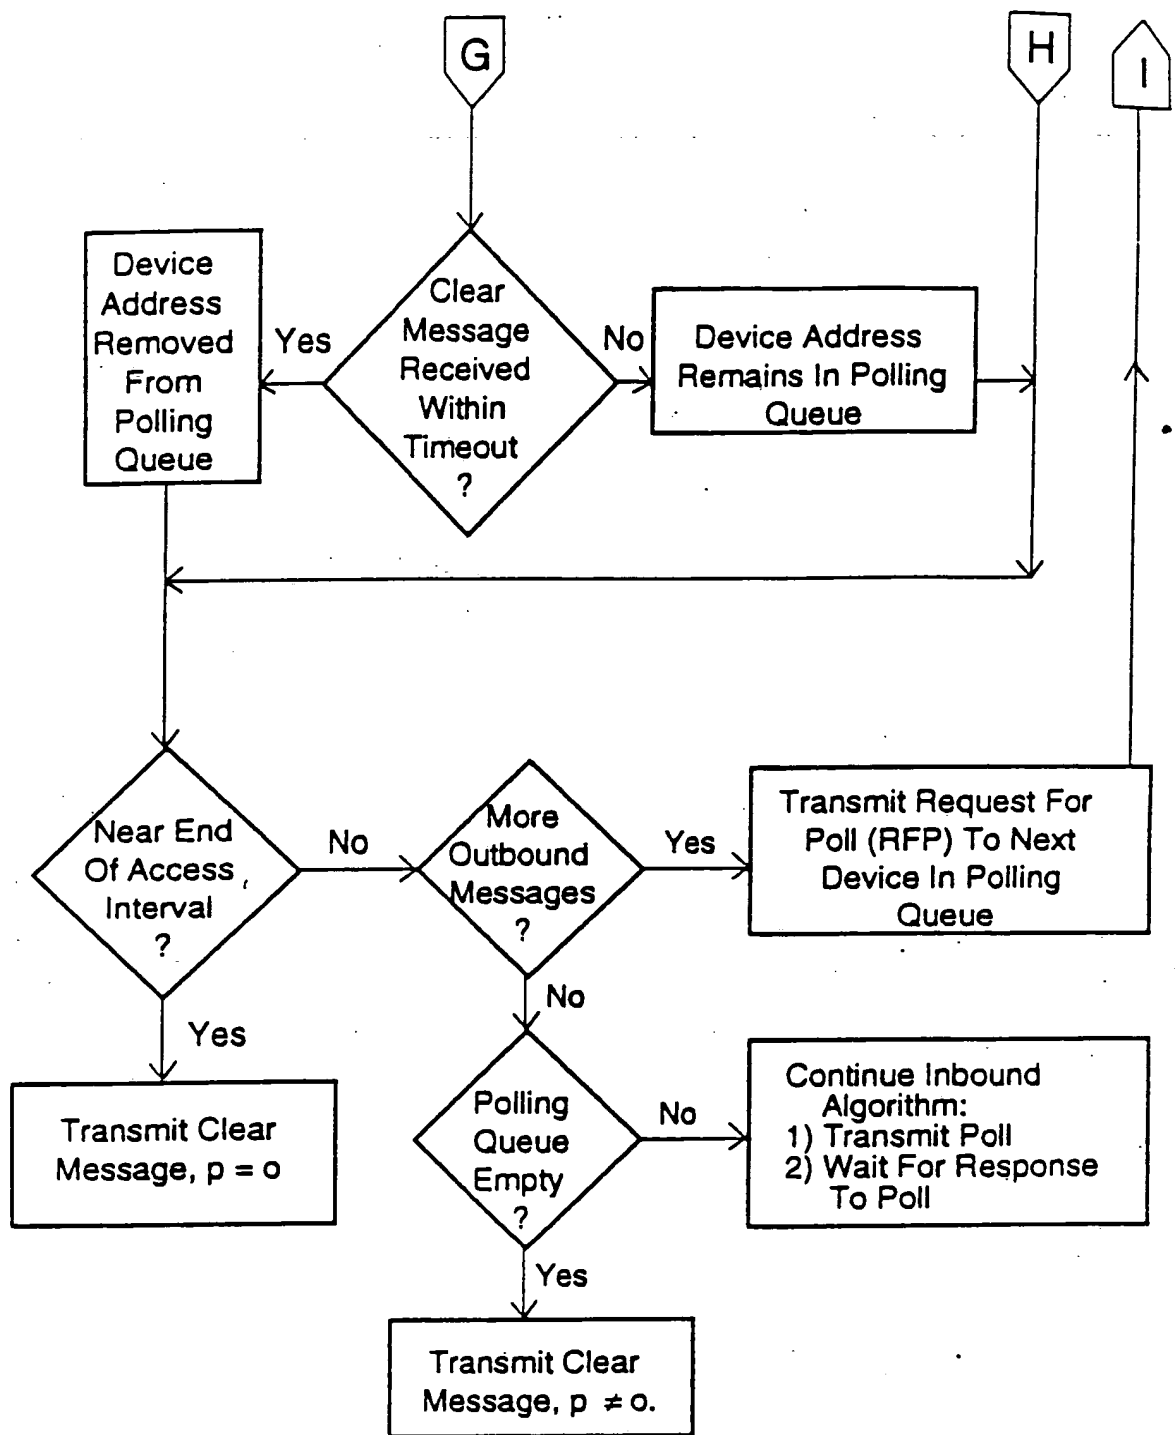 G
H
I
Device
Address
Removed
From
Polling
Queue
Yes
Clear
Message
Received
Within
Timeout
?
No
Device Address
Remains In Polling
Queue
Near End
Of Access
Interval
?
No
More
Outbound
Messages
?
Yes
Transmit Request For
Poll (RFP) To Next
Device In Polling
Queue
Yes
No
Transmit Clear
Message, p = o
Polling
Queue
Empty
?
No
Continue Inbound
Algorithm:
1) Transmit Poll
2) Wait For Response
To Poll
Yes
Transmit Clear
Message, p ≠ o.